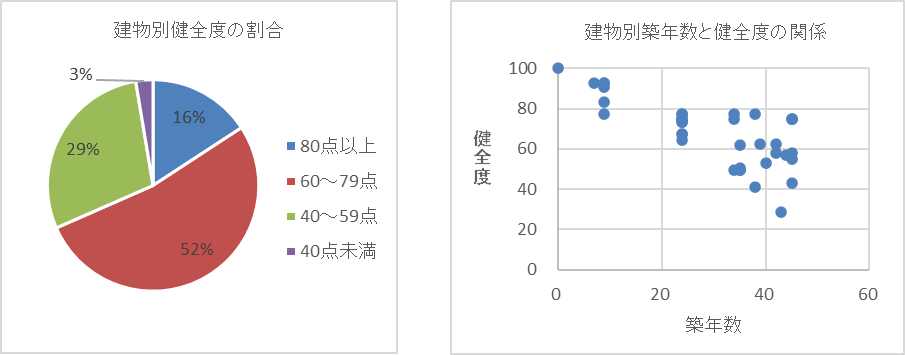 建物別健全度の割合
3%
16%
29%
52%
80点以上
60～79点
40～59点
40点未満
建物別築年数と健全度の関係
健全度
100
80
60
40
20
0
0 20 40 60
築年数